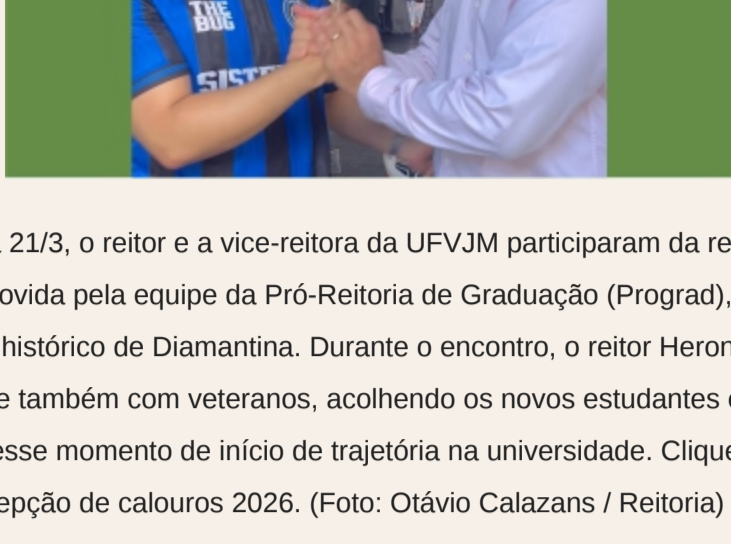 THE
BUG
SISTE
21/3, o reitor e a vice-reitora da UFVJM participaram da re
ovida pela equipe da Pró-Reitoria de Graduação (Prograd),
histórico de Diamantina. Durante o encontro, o reitor Heron
e também com veteranos, acolhendo os novos estudantes
esse momento de início de trajetória na universidade. Clique
epção de calouros 2026. (Foto: Otávio Calazans / Reitoria)